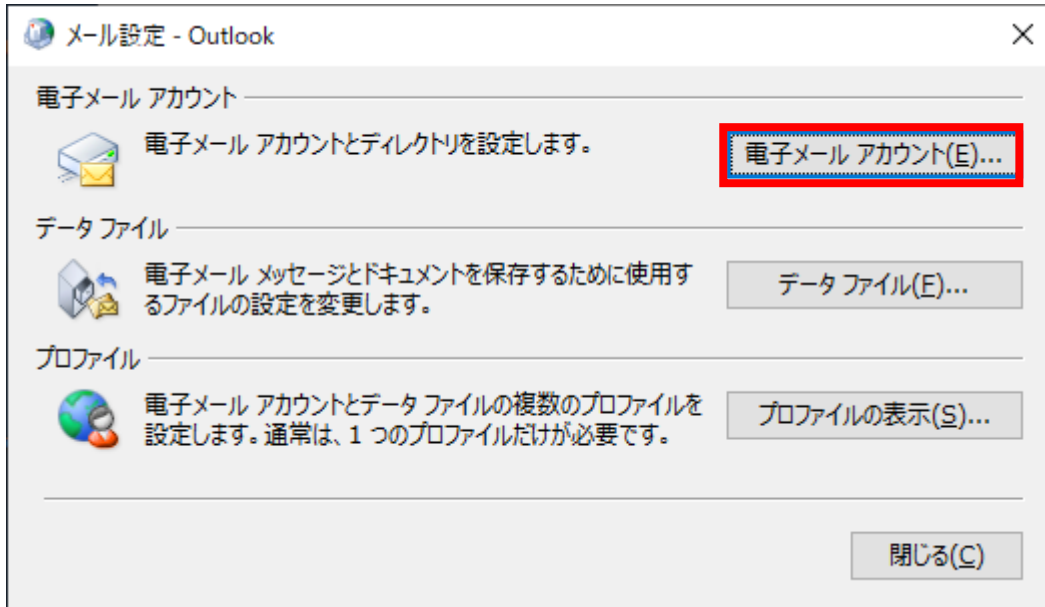 メール設定 - Outlook
電子メール アカウント
電子メール アカウントとディレクトリを設定します。
電子メール アカウント(E)...
データ ファイル
電子メール メッセージとドキュメントを保存するために使用す
るファイルの設定を変更します。
データ ファイル(F)...
プロファイル
電子メール アカウントとデータ ファイルの複数のプロファイルを
設定します。通常は、1 つのプロファイルだけが必要です。
プロファイルの表示(S)...
閉じる(C)